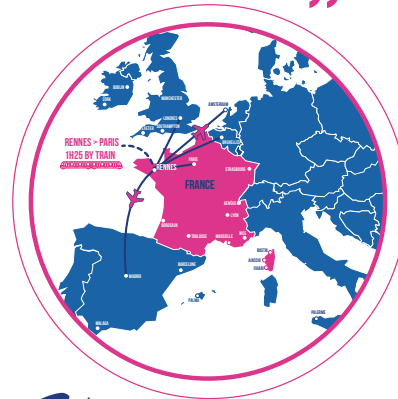 ”
DUBLIN
CORK
MANCHESTER
LONDRES
EXETER
SOUTHAMPTON
AMSTERDAM
BRUXELLES
RENNES > PARIS
1H25 BY TRAIN
RENNES
PARIS
STRASBOURG
FRANCE
GENÈVE
LYON
BORDEAUX
TOULOUSE
MARSEILLE
NICE
BASTIA
AJACCIO
FIGARI
BARCELONE
MADRID
PALMA
MALAGA
PALERME